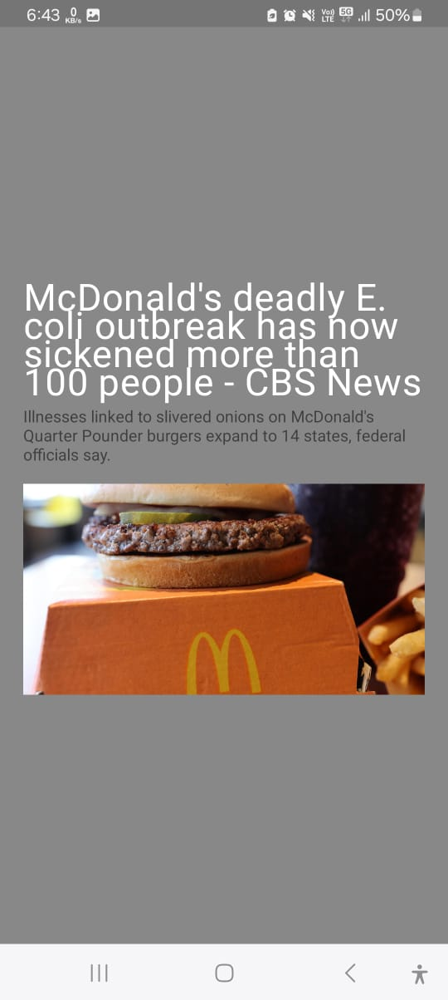 6:43 0 KB/s Vo) LTE 5G 50%
McDonald's deadly E.
coli outbreak has now
sickened more than
100 people - CBS News
Illnesses linked to slivered onions on McDonald's
Quarter Pounder burgers expand to 14 states, federal
officials say.